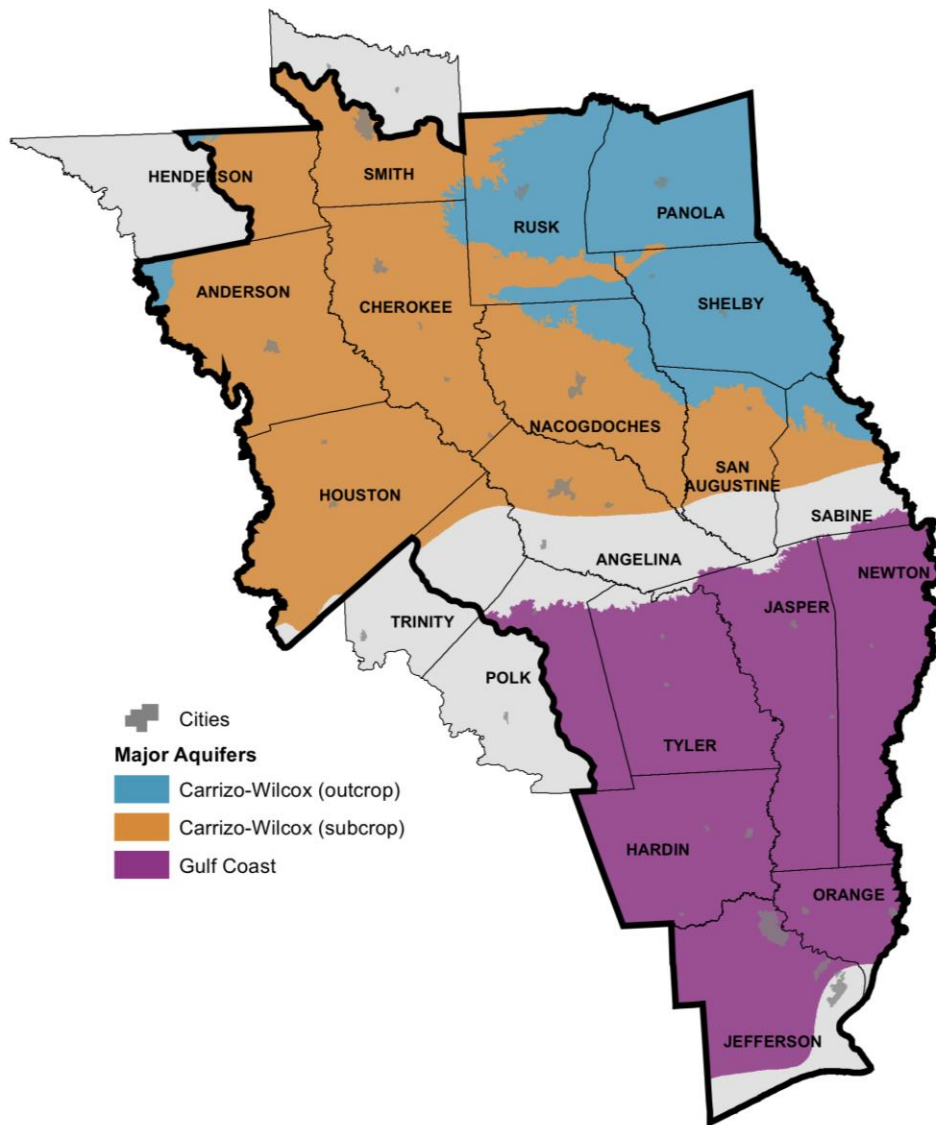 HENDERSON
SMITH
RUSK
PANOLA
ANDERSON
CHEROKEE
SHELBY
NACOGDOCHES
HOUSTON
SAN
AUGUSTINE
SABINE
ANGELINA
NEWTON
JASPER
TRINITY
POLK
TYLER
HARDIN
ORANGE
JEFFERSON
Cities
Major Aquifers
Carrizo-Wilcox (outcrop)
Carrizo-Wilcox (subcrop)
Gulf Coast